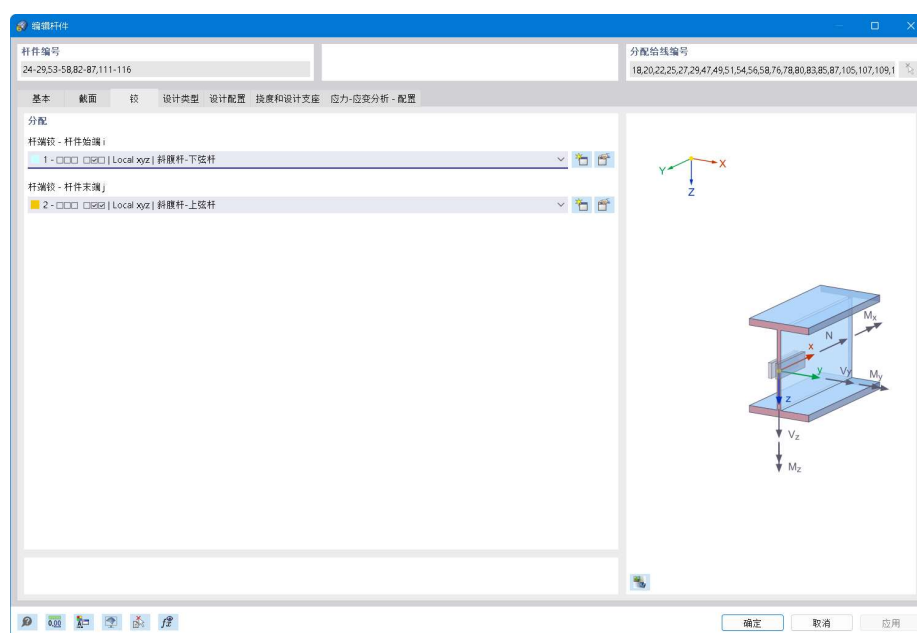 编辑杆件
杆件编号
24-29,53-58,82-87,111-116
分配给线编号
18,20,22,25,27,29,47,49,51,54,56,58,76,78,80,83,85,87,105,107,109,1
基本 截面 铰 设计类型 设计配置 挠度和设计支座 应力-应变分析 - 配置
分配
杆端铰 - 杆件始端 i
1 - □□□ □☑□ | Local xyz | 斜腹杆-下弦杆
杆端铰 - 杆件末端 j
2 - □□□ □☑☑ | Local xyz | 斜腹杆-上弦杆
X
Y
Z
Mx
N
x
y
Vy
My
z
Vz
Mz
0,00
确定 取消 应用